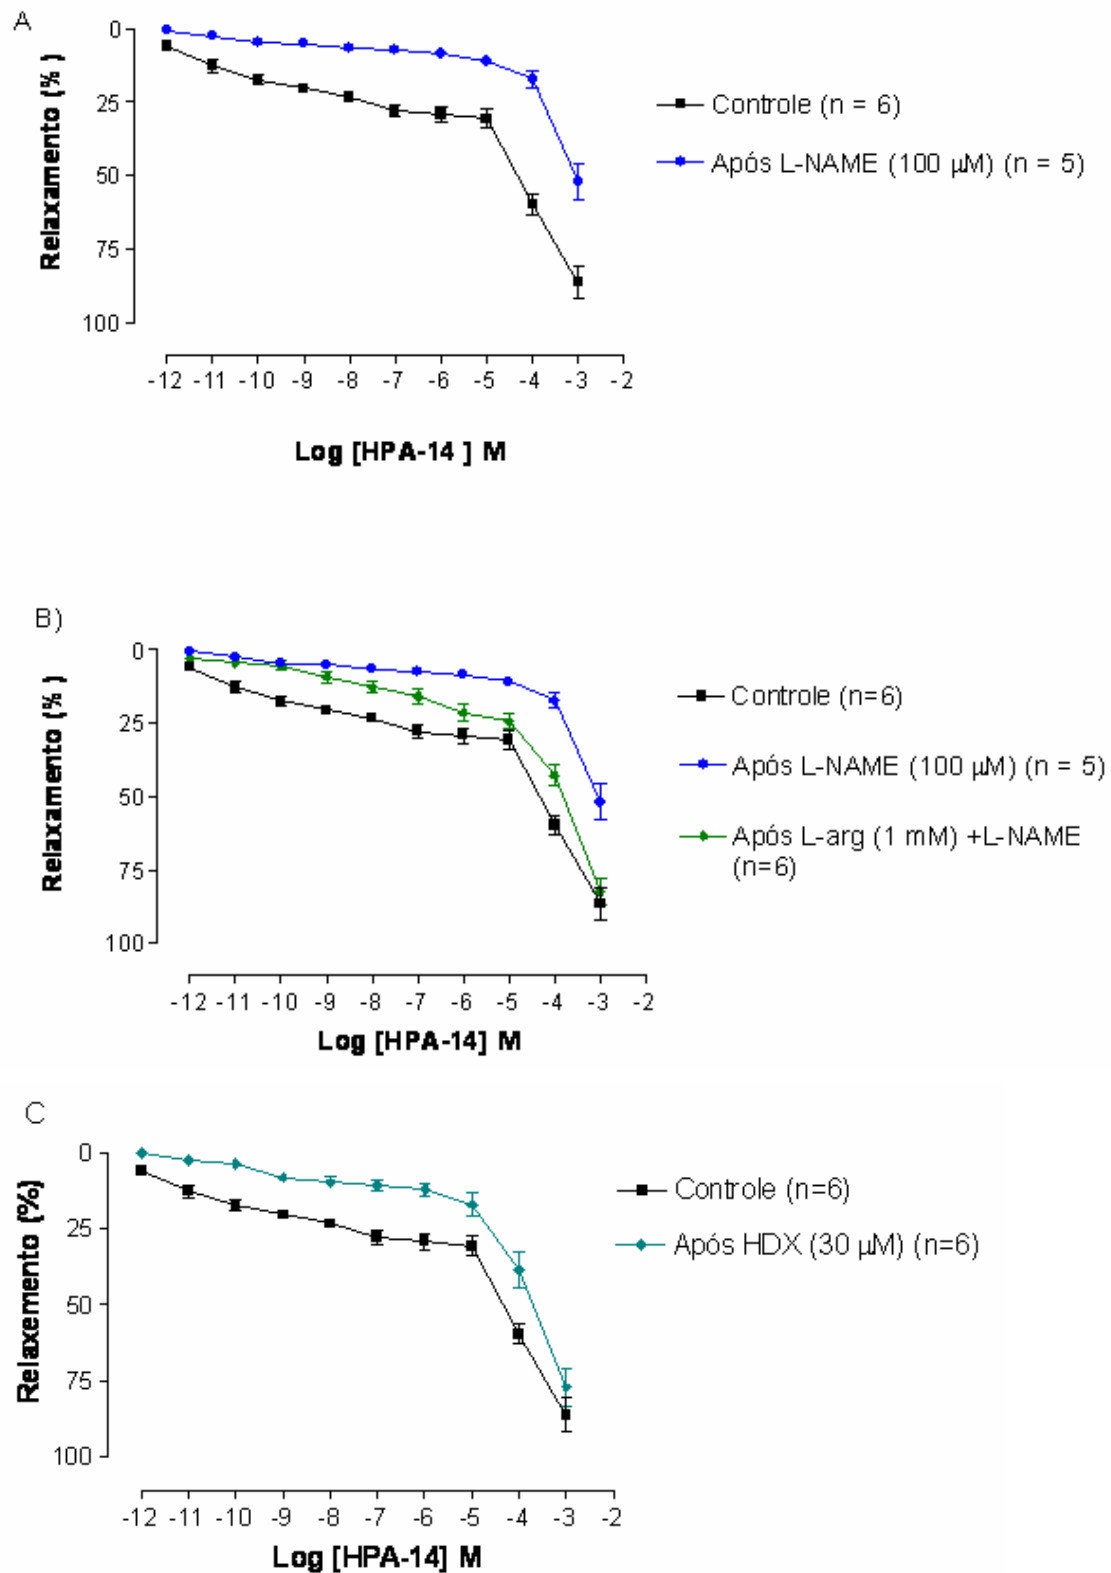 A
0
25
50
75
100
Relaxamento (% )
-12 -11 -10 -9 -8 -7 -6 -5 -4 -3 -2
Log [HPA-14 ] M
Controle (n = 6)
Após L-NAME (100 µM) (n = 5)
B)
0
25
50
75
100
Relaxamento (% )
-12 -11 -10 -9 -8 -7 -6 -5 -4 -3 -2
Log [HPA-14] M
Controle (n=6)
Após L-NAME (100 µM) (n = 5)
Após L-arg (1 mM) +L-NAME
(n=6)
C
0
25
50
75
100
Relaxemento (%)
-12 -11 -10 -9 -8 -7 -6 -5 -4 -3 -2
Log [HPA-14] M
Controle (n=6)
Após HDX (30 µM) (n=6)